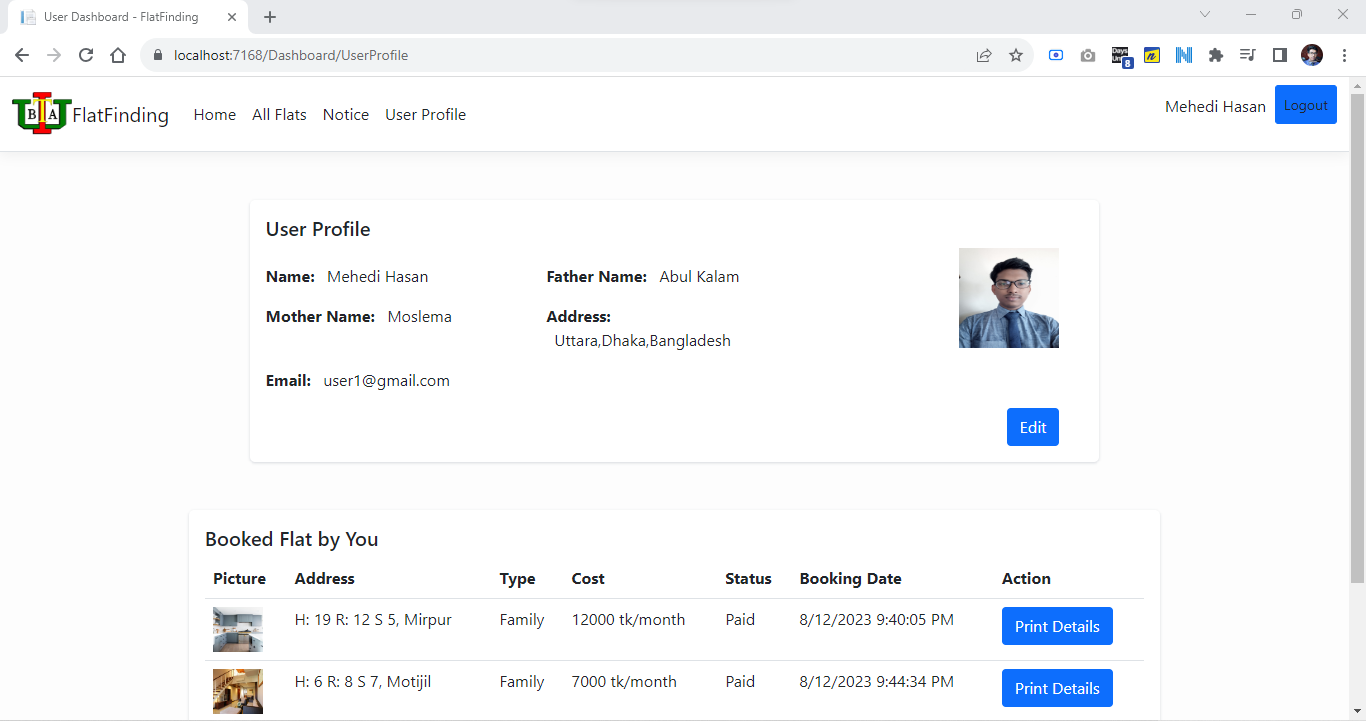 User Dashboard - FlatFinding
localhost:7168/Dashboard/UserProfile
8
B I A FlatFinding Home All Flats Notice User Profile Mehedi Hasan Logout
User Profile
Name: Mehedi Hasan Father Name: Abul Kalam
Mother Name: Moslema Address:
Uttara,Dhaka,Bangladesh
Email: user1@gmail.com
Edit
Booked Flat by You
Picture Address Type Cost Status Booking Date Action
H: 19 R: 12 S 5, Mirpur Family 12000 tk/month Paid 8/12/2023 9:40:05 PM Print Details
H: 6 R: 8 S 7, Motijil Family 7000 tk/month Paid 8/12/2023 9:44:34 PM Print Details